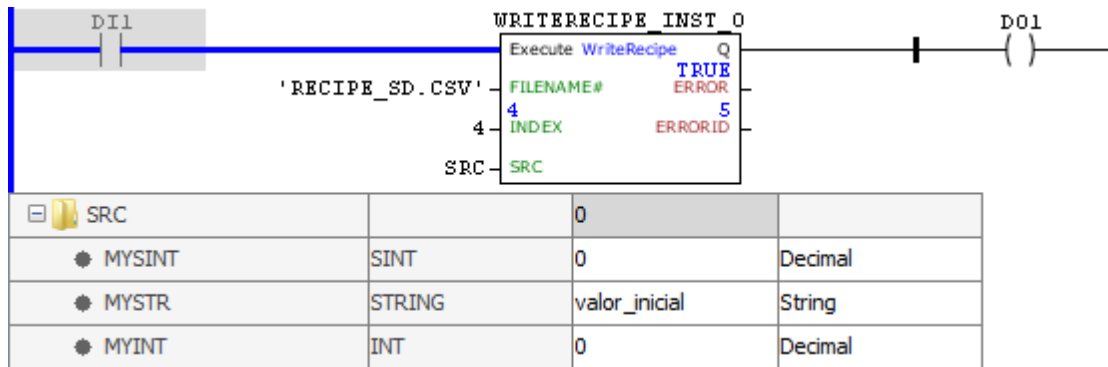 DI1 WRITERECIPE_INST_0 DO1
Execute WriteRecipe Q
TRUE
'RECIPE_SD.CSV' FILENAME# ERROR
4 5
4 INDEX ERRORID
SRC SRC
SRC 0
MYSINT SINT 0 Decimal
MYSTR STRING valor_inicial String
MYINT INT 0 Decimal